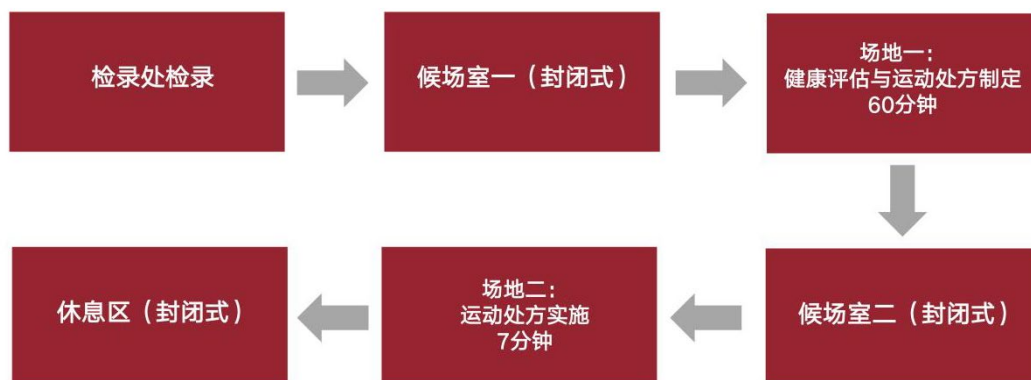 检录处检录
候场室一（封闭式）
场地一：
健康评估与运动处方制定
60分钟
候场室二（封闭式）
场地二：
运动处方实施
7分钟
休息区（封闭式）